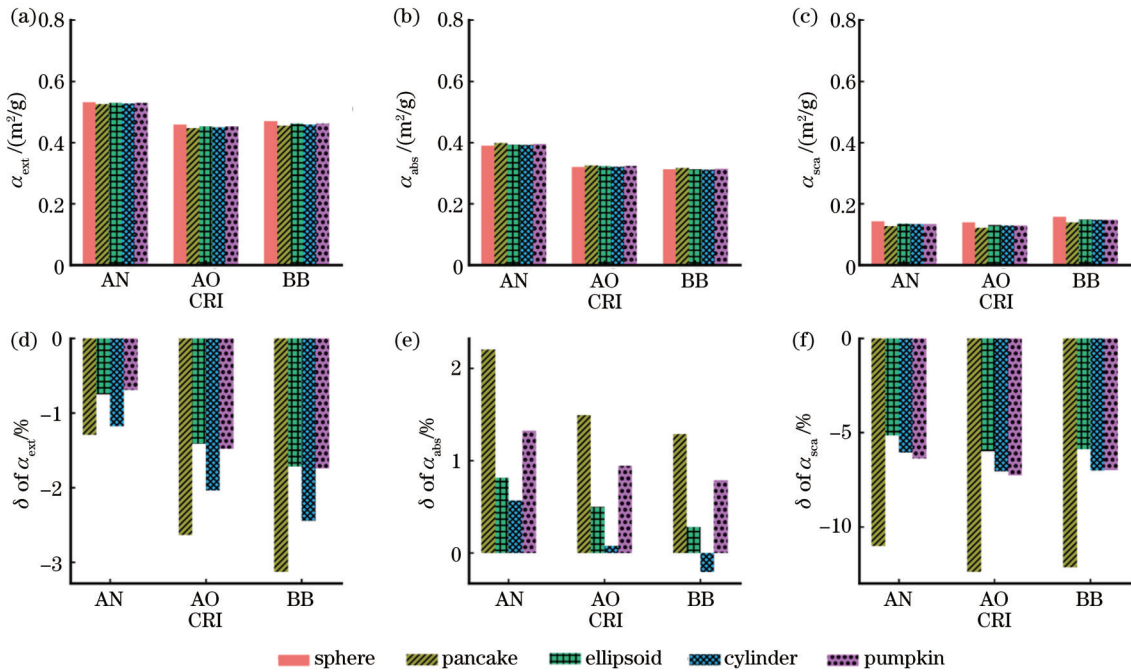 (a)
0.8
0.6
0.4
0.2
0
α_ext /(m²/g)
AN AO BB
CRI
(b)
0.8
0.6
0.4
0.2
0
α_abs /(m²/g)
AN AO BB
CRI
(c)
0.8
0.6
0.4
0.2
0
α_sca /(m²/g)
AN AO BB
CRI
(d)
0
−1
−2
−3
δ of α_ext/%
AN AO BB
CRI
(e)
2
1
0
δ of α_abs/%
AN AO BB
CRI
(f)
0
−5
−10
δ of α_sca/%
AN AO BB
CRI
sphere pancake ellipsoid cylinder pumpkin